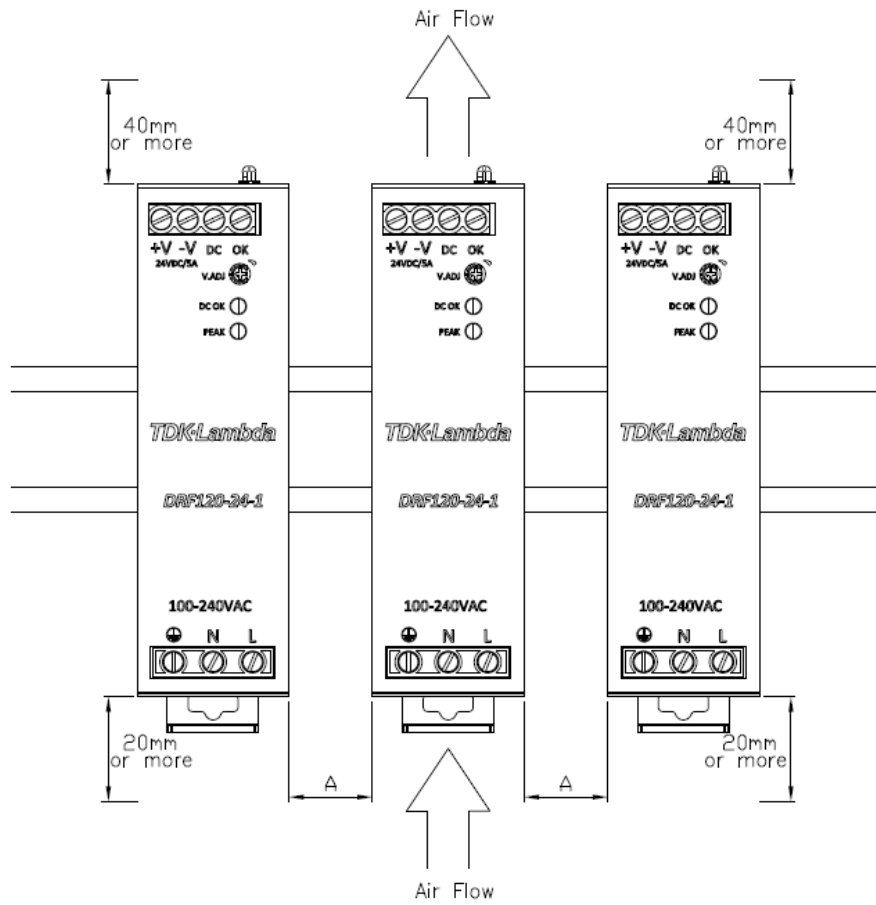 Air Flow
40mm
or more
40mm
or more
+V -V DC OK
24VDC/5A
V.ADJ
DC OK
PEAK
TDK-Lambda
DRF120-24-1
100-240VAC
N L
+V -V DC OK
24VDC/5A
V.ADJ
DC OK
PEAK
TDK-Lambda
DRF120-24-1
100-240VAC
N L
+V -V DC OK
24VDC/5A
V.ADJ
DC OK
PEAK
TDK-Lambda
DRF120-24-1
100-240VAC
N L
20mm
or more
A
A
20mm
or more
Air Flow